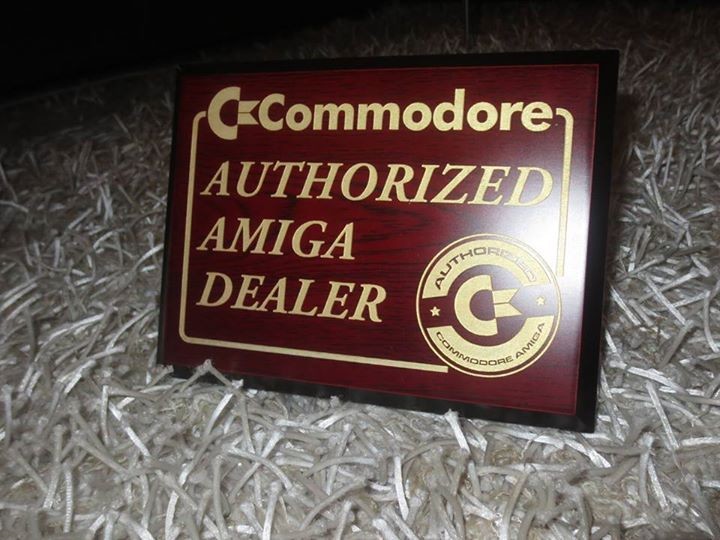 Commodore
AUTHORIZED
AMIGA
DEALER
AUTHORIZED
COMMODORE AMIGA